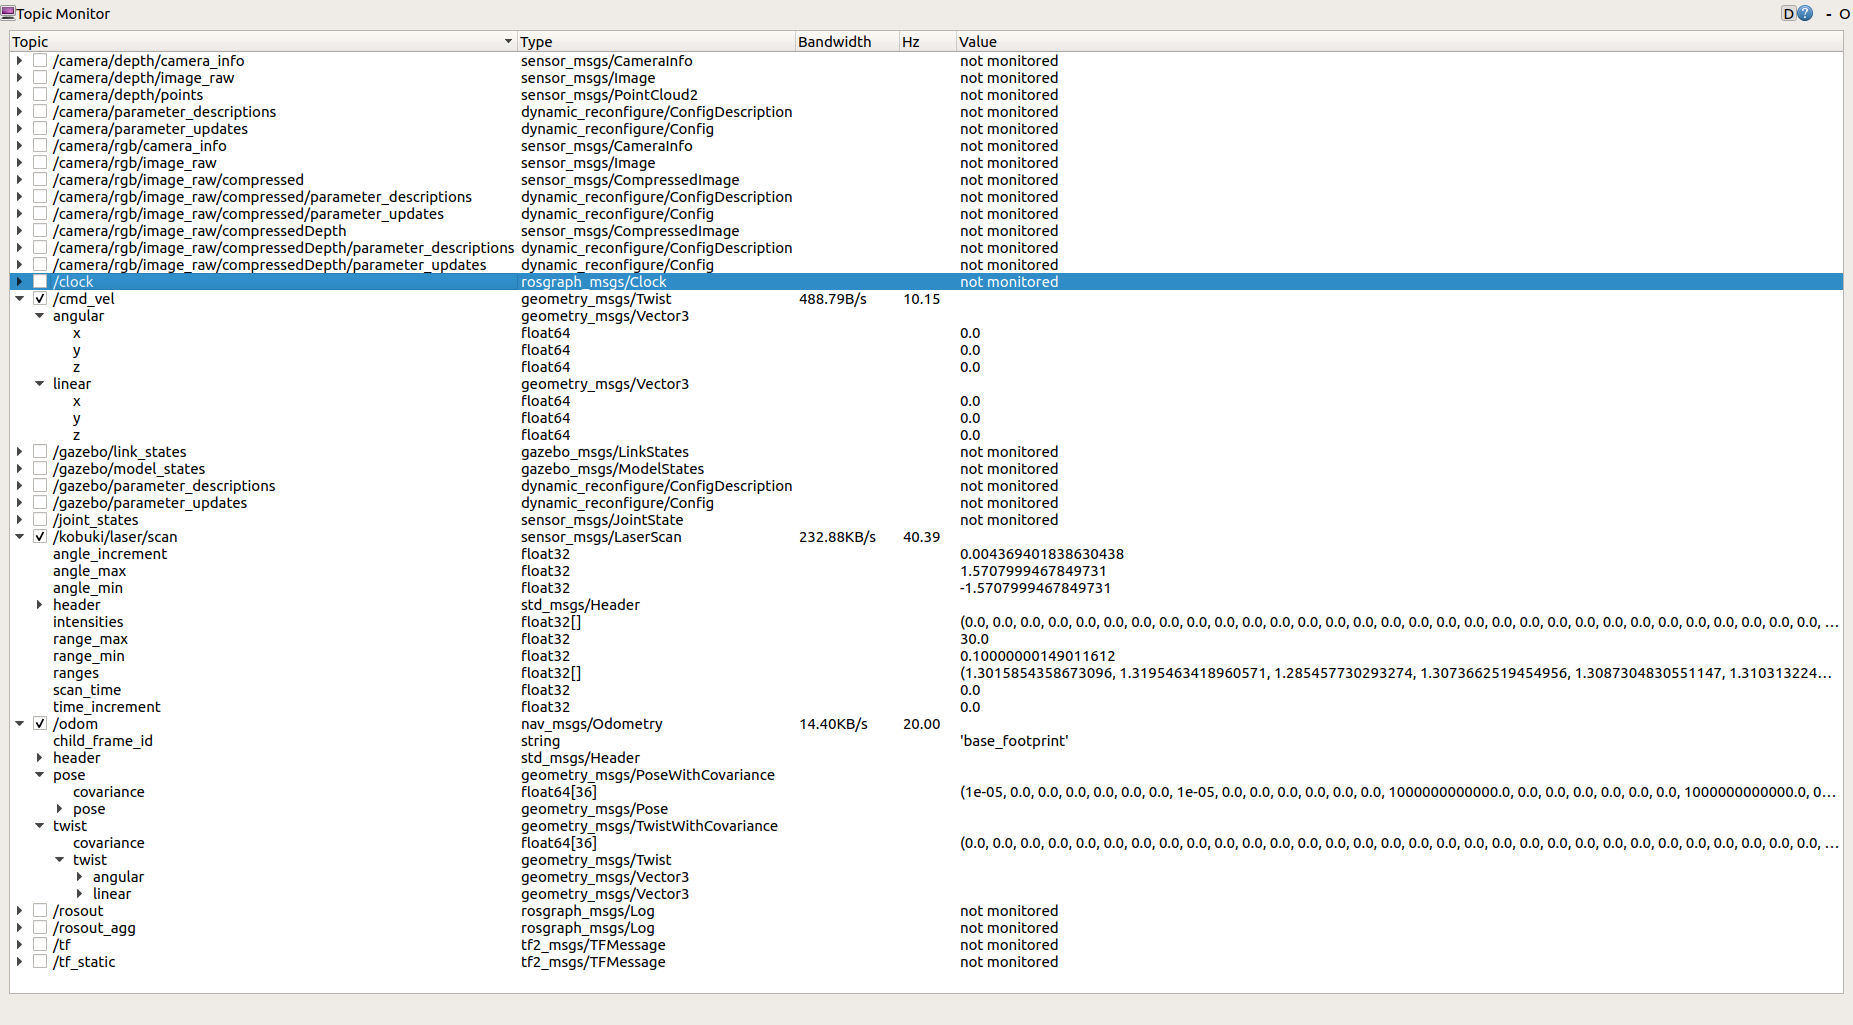 Topic Monitor D ? - O
Topic Type Bandwidth Hz Value
/camera/depth/camera_info sensor_msgs/CameraInfo not monitored
/camera/depth/image_raw sensor_msgs/Image not monitored
/camera/depth/points sensor_msgs/PointCloud2 not monitored
/camera/parameter_descriptions dynamic_reconfigure/ConfigDescription not monitored
/camera/parameter_updates dynamic_reconfigure/Config not monitored
/camera/rgb/camera_info sensor_msgs/CameraInfo not monitored
/camera/rgb/image_raw sensor_msgs/Image not monitored
/camera/rgb/image_raw/compressed sensor_msgs/CompressedImage not monitored
/camera/rgb/image_raw/compressed/parameter_descriptions dynamic_reconfigure/ConfigDescription not monitored
/camera/rgb/image_raw/compressed/parameter_updates dynamic_reconfigure/Config not monitored
/camera/rgb/image_raw/compressedDepth sensor_msgs/CompressedImage not monitored
/camera/rgb/image_raw/compressedDepth/parameter_descriptions dynamic_reconfigure/ConfigDescription not monitored
/camera/rgb/image_raw/compressedDepth/parameter_updates dynamic_reconfigure/Config not monitored
/clock rosgraph_msgs/Clock not monitored
/cmd_vel geometry_msgs/Twist 488.79B/s 10.15
angular geometry_msgs/Vector3
x float64 0.0
y float64 0.0
z float64 0.0
linear geometry_msgs/Vector3
x float64 0.0
y float64 0.0
z float64 0.0
/gazebo/link_states gazebo_msgs/LinkStates not monitored
/gazebo/model_states gazebo_msgs/ModelStates not monitored
/gazebo/parameter_descriptions dynamic_reconfigure/ConfigDescription not monitored
/gazebo/parameter_updates dynamic_reconfigure/Config not monitored
/joint_states sensor_msgs/JointState not monitored
/kobuki/laser/scan sensor_msgs/LaserScan 232.88KB/s 40.39
angle_increment float32 0.004369401838630438
angle_max float32 1.5707999467849731
angle_min float32 -1.5707999467849731
header std_msgs/Header
intensities float32[] (0.0, 0.0, 0.0, 0.0, 0.0, 0.0, 0.0, 0.0, 0.0, 0.0, 0.0, 0.0, 0.0, 0.0, 0.0, 0.0, 0.0, 0.0, 0.0, 0.0, 0.0, 0.0, 0.0, 0.0, 0.0, 0.0, 0.0, 0.0, 0.0, 0.0, 0.0, ...
range_max float32 30.0
range_min float32 0.10000000149011612
ranges float32[] (1.3015854358673096, 1.3195463418960571, 1.285457730293274, 1.3073662519454956, 1.3087304830551147, 1.310313224...
scan_time float32 0.0
time_increment float32 0.0
/odom nav_msgs/Odometry 14.40KB/s 20.00
child_frame_id string 'base_footprint'
header std_msgs/Header
pose geometry_msgs/PoseWithCovariance
covariance float64[36] (1e-05, 0.0, 0.0, 0.0, 0.0, 0.0, 0.0, 1e-05, 0.0, 0.0, 0.0, 0.0, 0.0, 0.0, 1000000000000.0, 0.0, 0.0, 0.0, 0.0, 0.0, 0.0, 1000000000000.0, 0...
pose geometry_msgs/Pose
twist geometry_msgs/TwistWithCovariance
covariance float64[36] (0.0, 0.0, 0.0, 0.0, 0.0, 0.0, 0.0, 0.0, 0.0, 0.0, 0.0, 0.0, 0.0, 0.0, 0.0, 0.0, 0.0, 0.0, 0.0, 0.0, 0.0, 0.0, 0.0, 0.0, 0.0, 0.0, 0.0, 0.0, 0.0, 0.0, 0.0, ...
twist geometry_msgs/Twist
angular geometry_msgs/Vector3
linear geometry_msgs/Vector3
/rosout rosgraph_msgs/Log not monitored
/rosout_agg rosgraph_msgs/Log not monitored
/tf tf2_msgs/TFMessage not monitored
/tf_static tf2_msgs/TFMessage not monitored